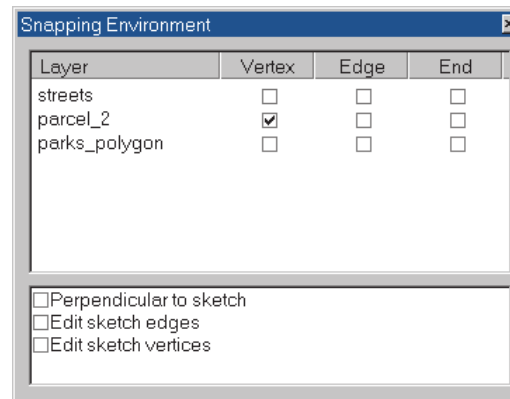 Snapping Environment
Layer Vertex Edge End
streets
parcel_2
parks_polygon
Perpendicular to sketch
Edit sketch edges
Edit sketch vertices